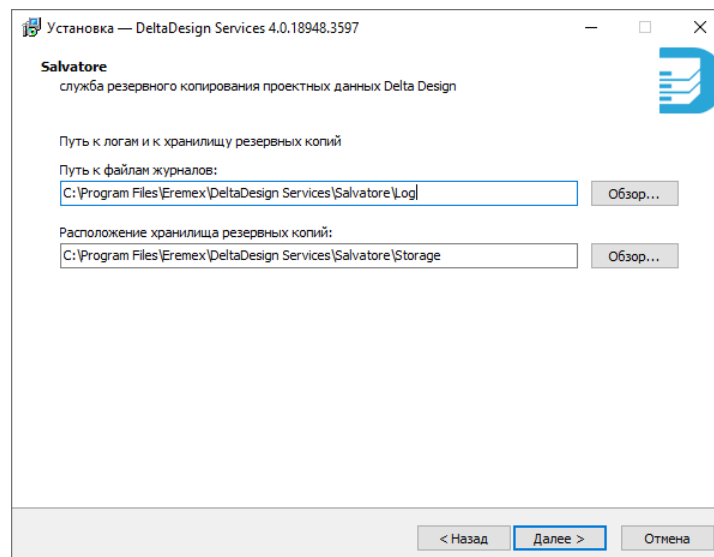 Установка — DeltaDesign Services 4.0.18948.3597
Salvatore
служба резервного копирования проектных данных Delta Design
Путь к логам и к хранилищу резервных копий
Путь к файлам журналов:
C:\Program Files\Eremex\DeltaDesign Services\Salvatore\Log
Обзор...
Расположение хранилища резервных копий:
C:\Program Files\Eremex\DeltaDesign Services\Salvatore\Storage
Обзор...
< Назад Далее > Отмена